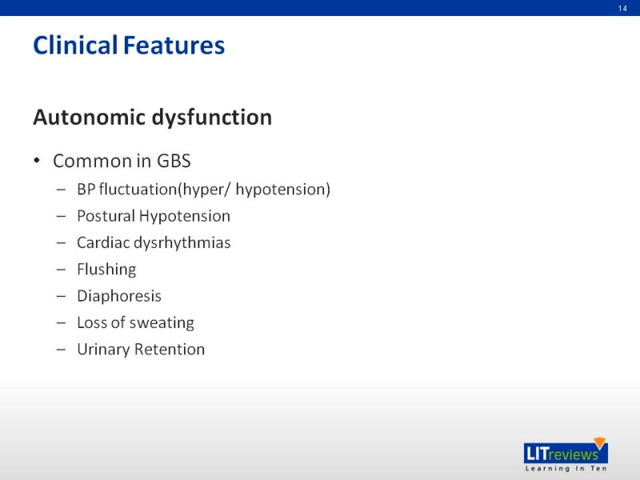 14
Clinical Features
Autonomic dysfunction
• Common in GBS
– BP fluctuation(hyper/ hypotension)
– Postural Hypotension
– Cardiac dysrhythmias
– Flushing
– Diaphoresis
– Loss of sweating
– Urinary Retention
LITreviews
Learning In Ten